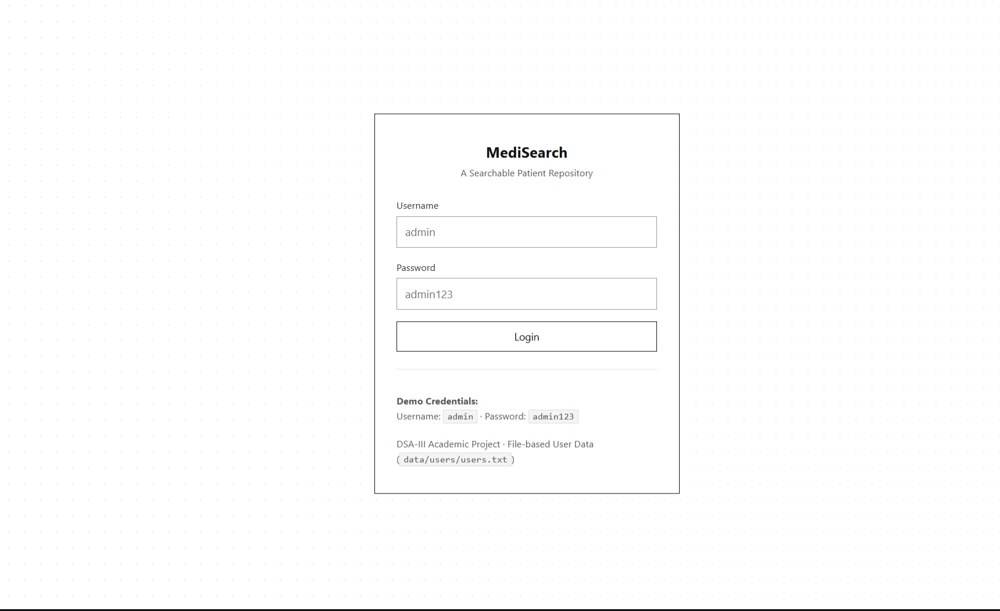 MediSearch
A Searchable Patient Repository
Username
admin
Password
admin123
Login
Demo Credentials:
Username: admin · Password: admin123
DSA-III Academic Project · File-based User Data
(data/users/users.txt)